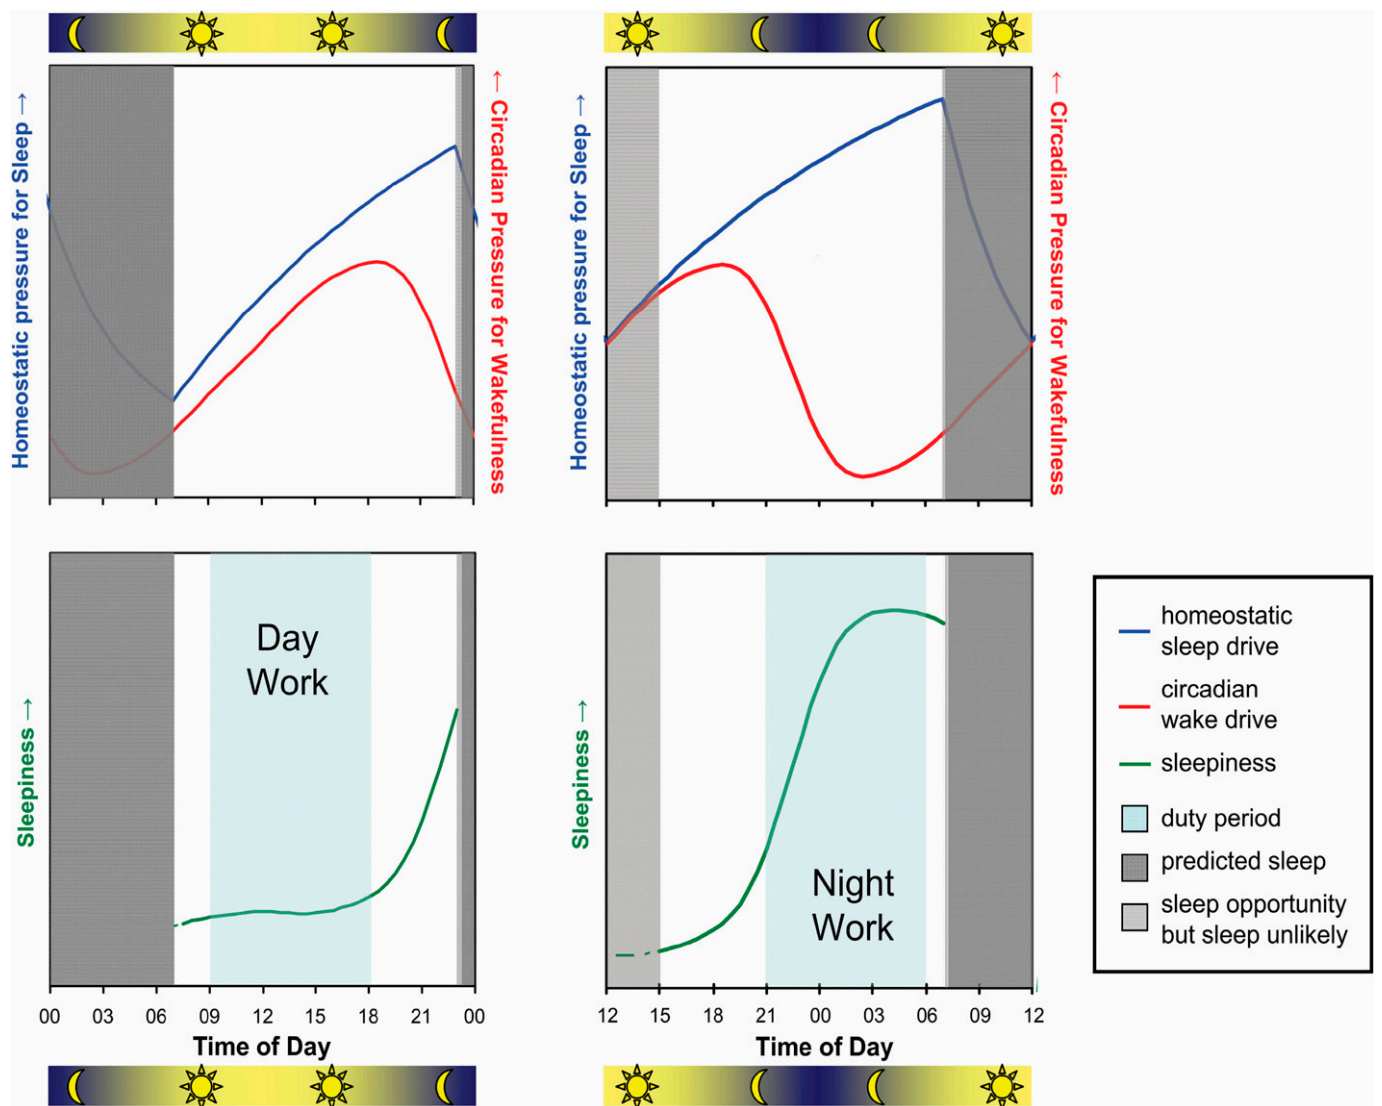 Homeostatic pressure for Sleep →
← Circadian Pressure for Wakefulness
Homeostatic pressure for Sleep →
← Circadian Pressure for Wakefulness
Sleepiness →
Day
Work
00 03 06 09 12 15 18 21 00
Time of Day
Sleepiness →
Night
Work
12 15 18 21 00 03 06 09 12
Time of Day
homeostatic
sleep drive
circadian
wake drive
sleepiness
duty period
predicted sleep
sleep opportunity
but sleep unlikely